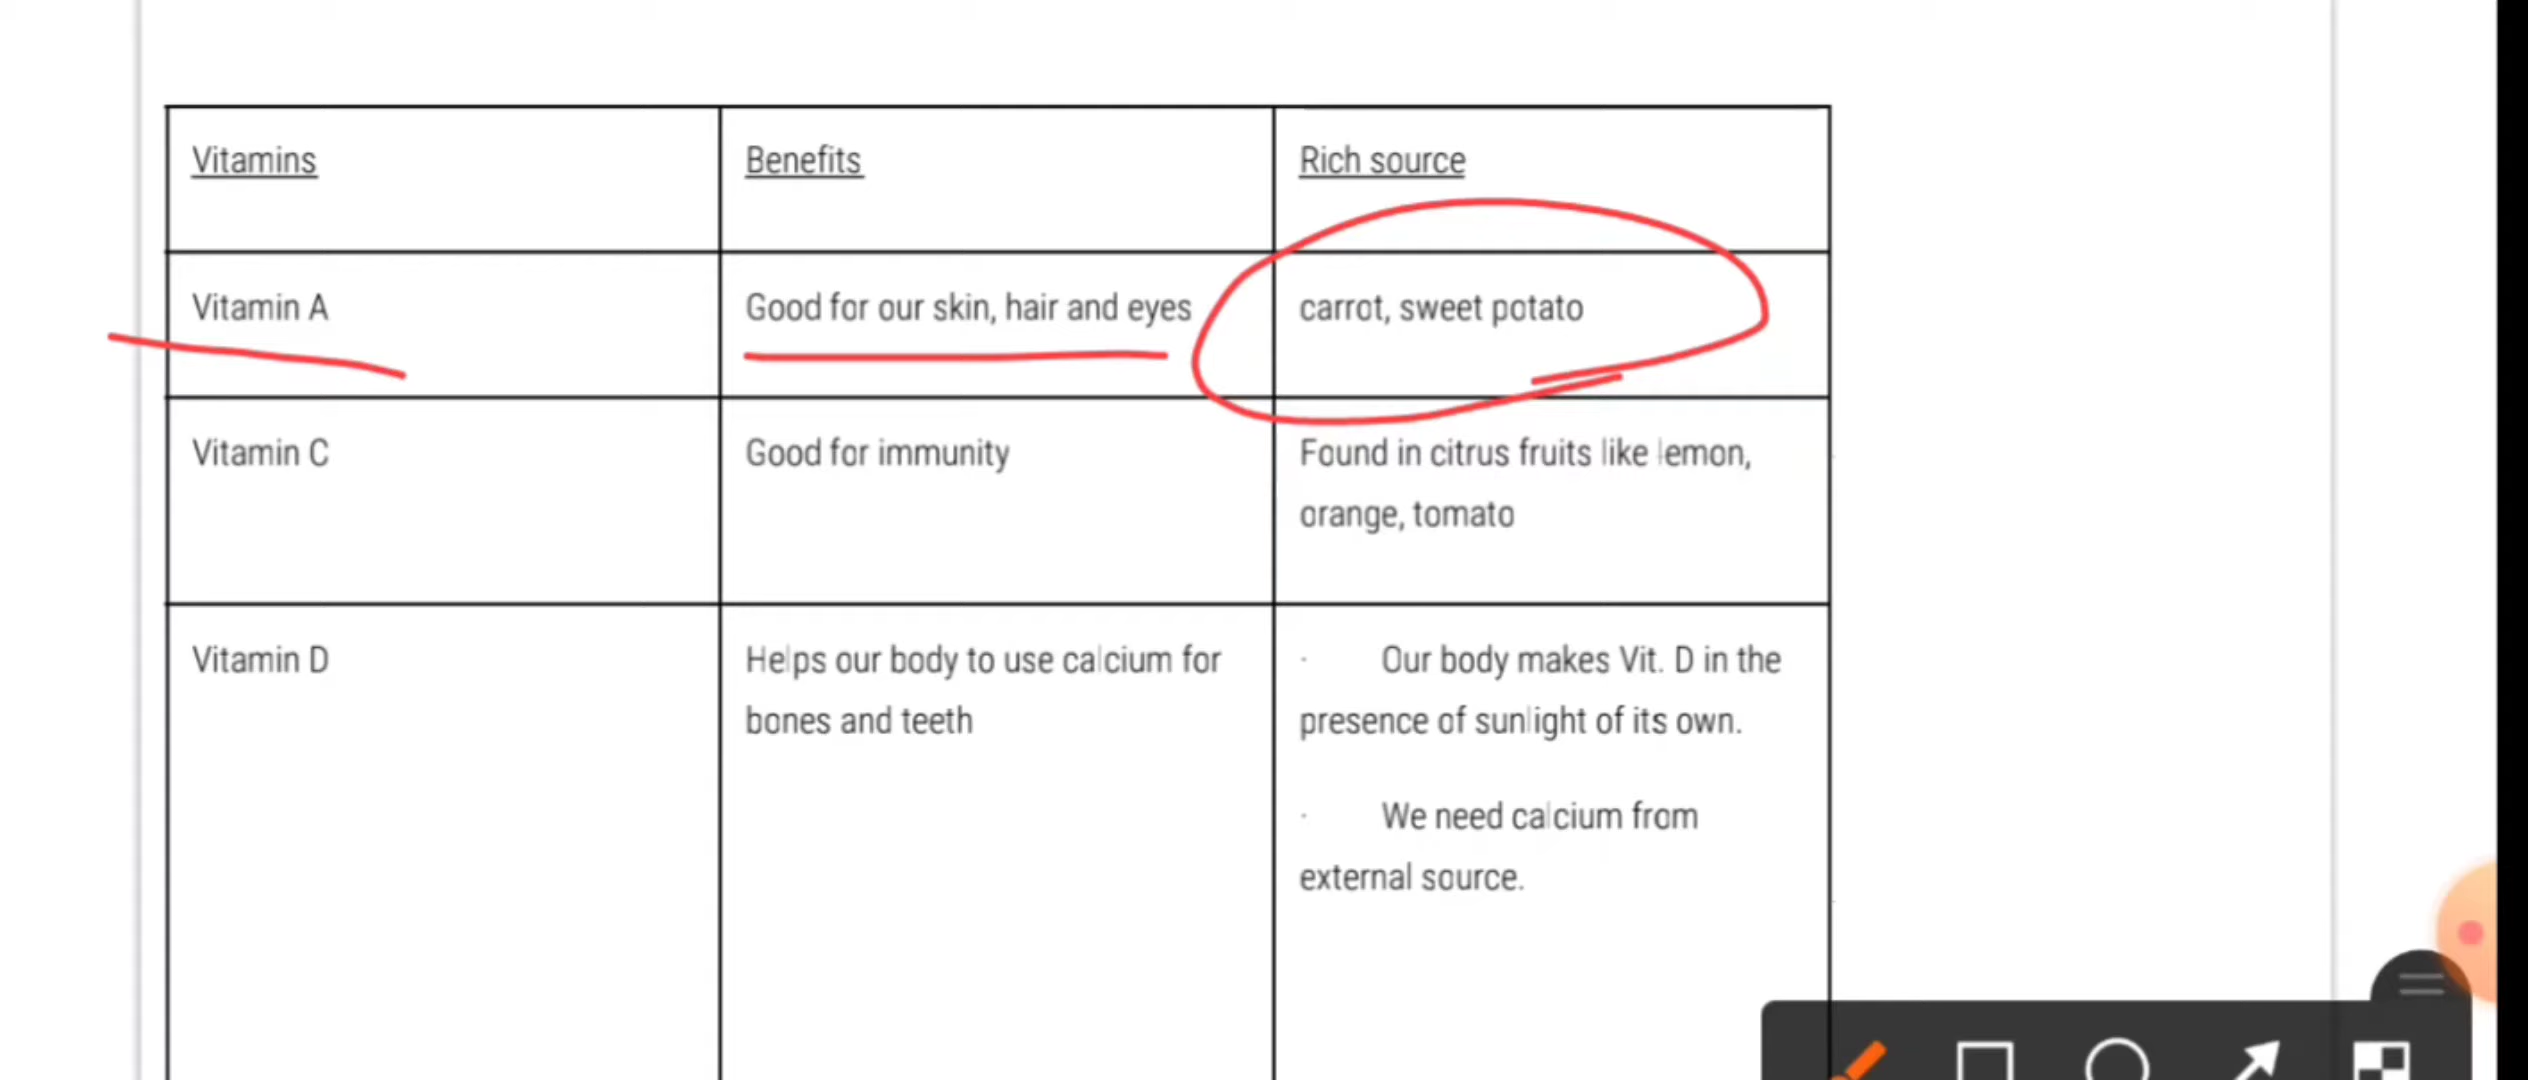 Vitamins
Benefits
Rich source
Vitamin A
Good for our skin, hair and eyes
carrot, sweet potato
Vitamin C
Good for immunity
Found in citrus fruits like lemon,
orange, tomato
Vitamin D
Helps our body to use calcium for
bones and teeth
· Our body makes Vit. D in the
presence of sunlight of its own.
· We need calcium from
external source.